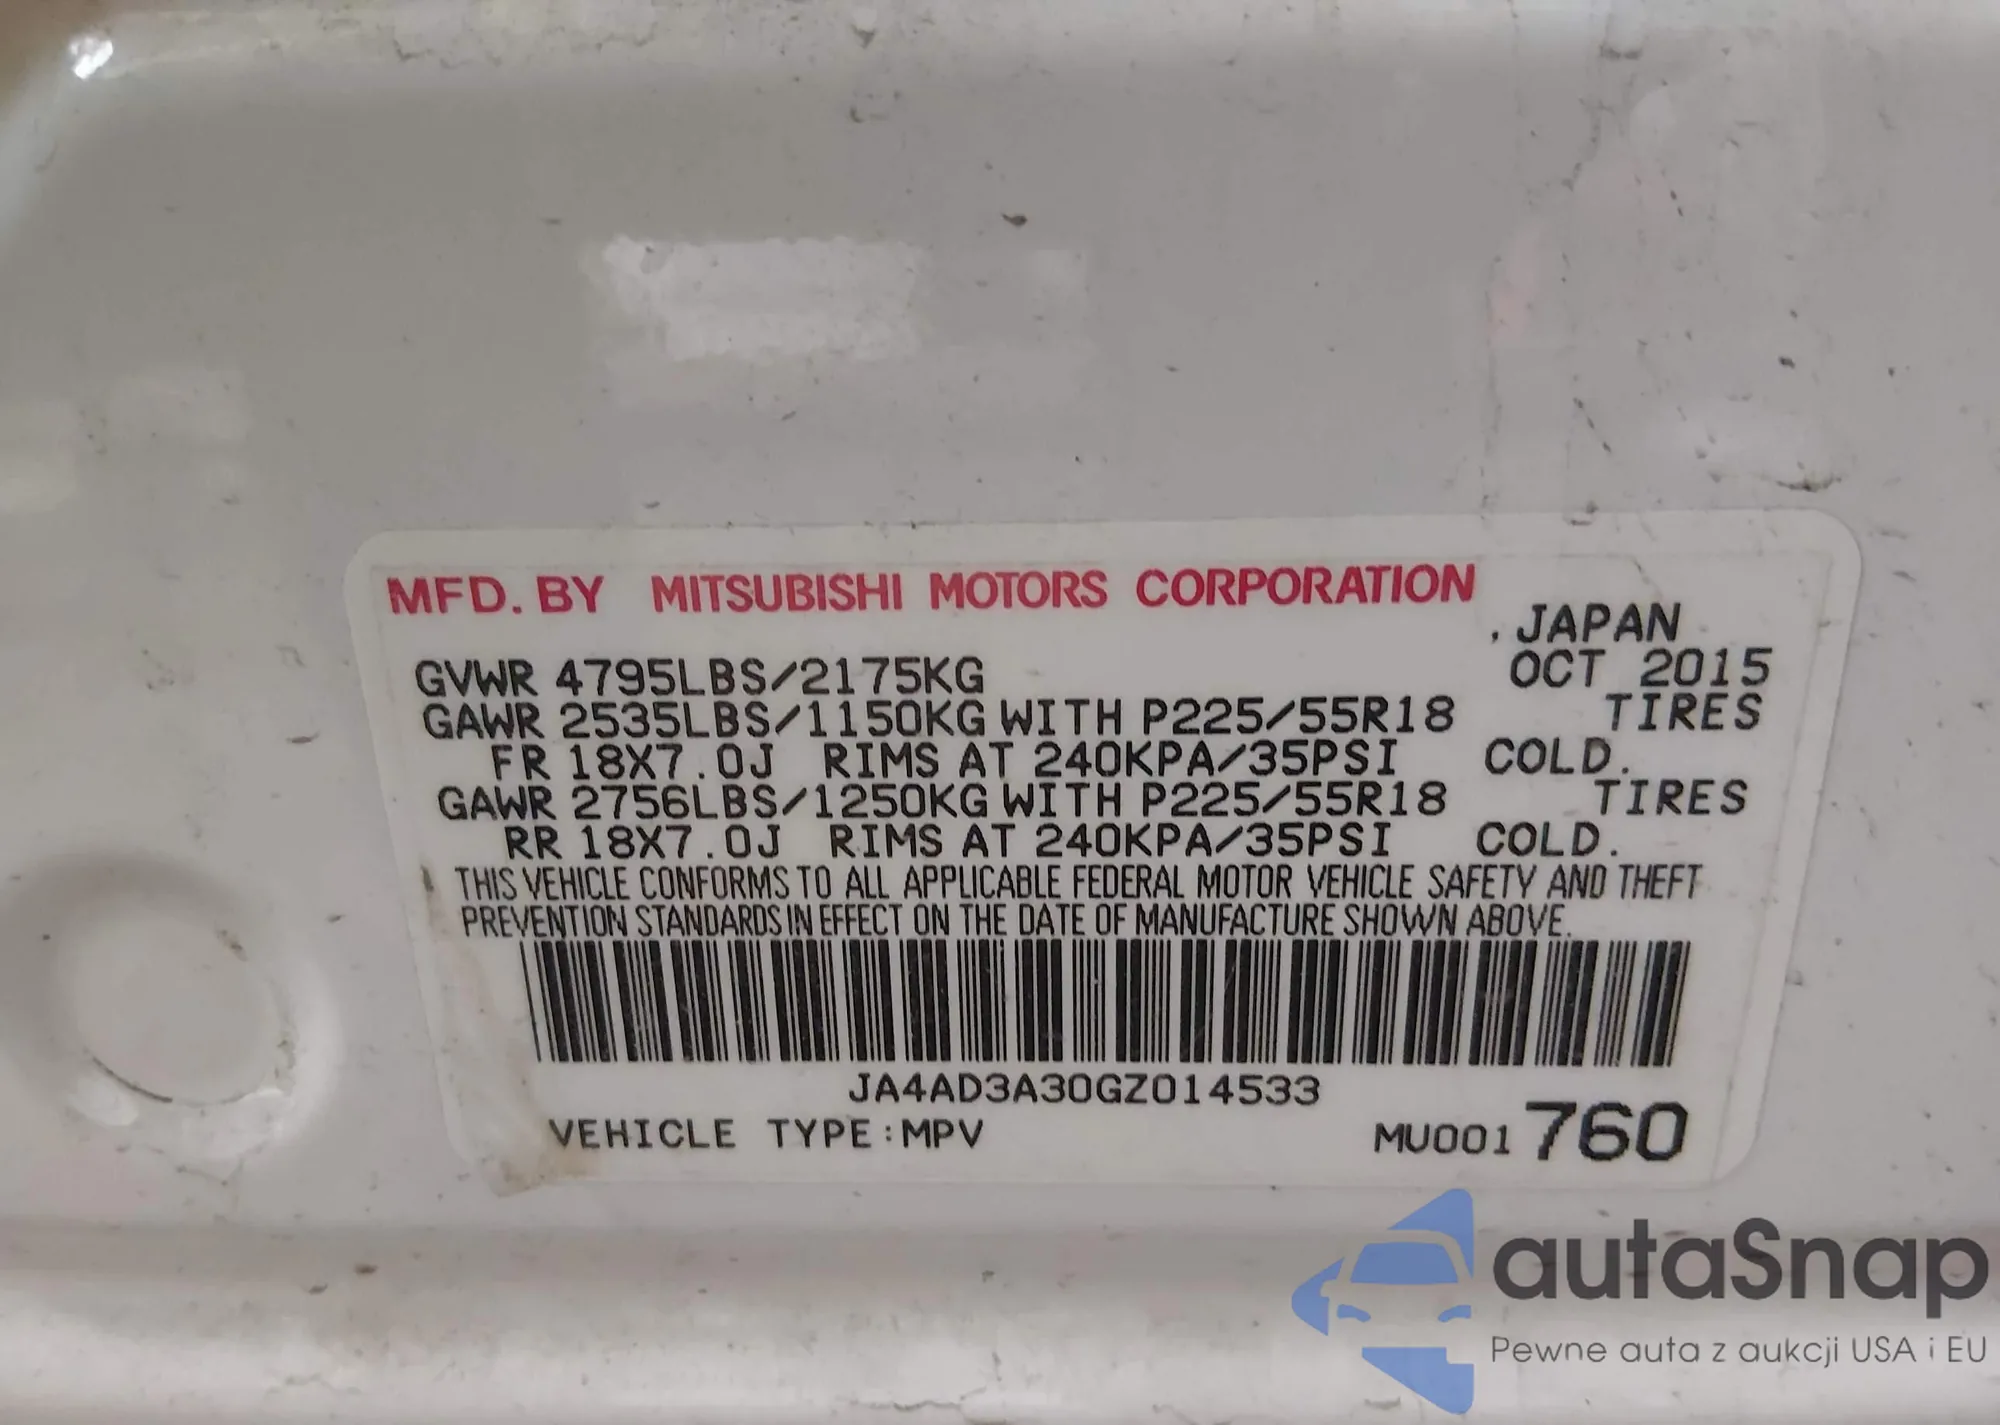 MFD. BY MITSUBISHI MOTORS CORPORATION
, JAPAN
GVWR 4795LBS/2175KG OCT 2015
GAWR 2535LBS/1150KG WITH P225/55R18 TIRES
FR 18X7.0J RIMS AT 240KPA/35PSI COLD.
GAWR 2756LBS/1250KG WITH P225/55R18 TIRES
RR 18X7.0J RIMS AT 240KPA/35PSI COLD.
THIS VEHICLE CONFORMS TO ALL APPLICABLE FEDERAL MOTOR VEHICLE SAFETY AND THEFT
PREVENTION STANDARDS IN EFFECT ON THE DATE OF MANUFACTURE SHOWN ABOVE.
JA4AD3A30GZ014533
VEHICLE TYPE:MPV MU001 760
autaSnap
Pewne auta z aukcji USA i EU